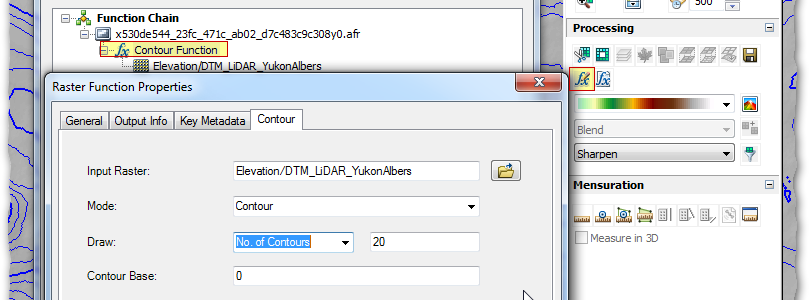 Function Chain
x530de544_23fc_471c_ab02_d7c483c9c308y0.afr
Contour Function
Elevation/DTM_LiDAR_YukonAlbers
Raster Function Properties
General
Output Info
Key Metadata
Contour
Input Raster:
Elevation/DTM_LiDAR_YukonAlbers
Mode:
Contour
Draw:
No. of Contours
20
Contour Base:
0
500
Processing
Blend
Sharpen
Mensuration
Measure in 3D